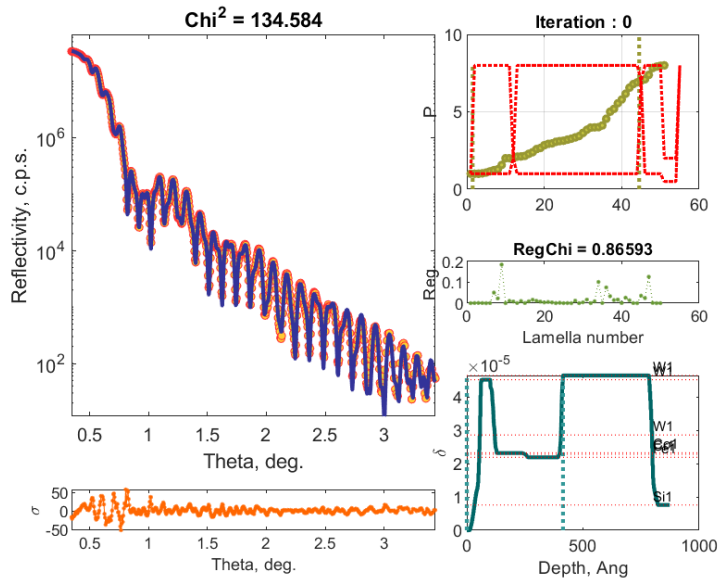 Chi² = 134.584
Reflectivity, c.p.s.
10⁶
10⁴
10²
0.5 1 1.5 2 2.5 3
Theta, deg.
σ
50
0
-50
0.5 1 1.5 2 2.5 3
Theta, deg.
Iteration : 0
P
10
5
0
0 20 40 60
RegChi = 0.86593
Reg.
0.2
0.1
0
0 20 40 60
Lamella number
×10⁻⁵
δ
4
3
2
1
0
W1
W1
Si1
0 500 1000
Depth, Ang